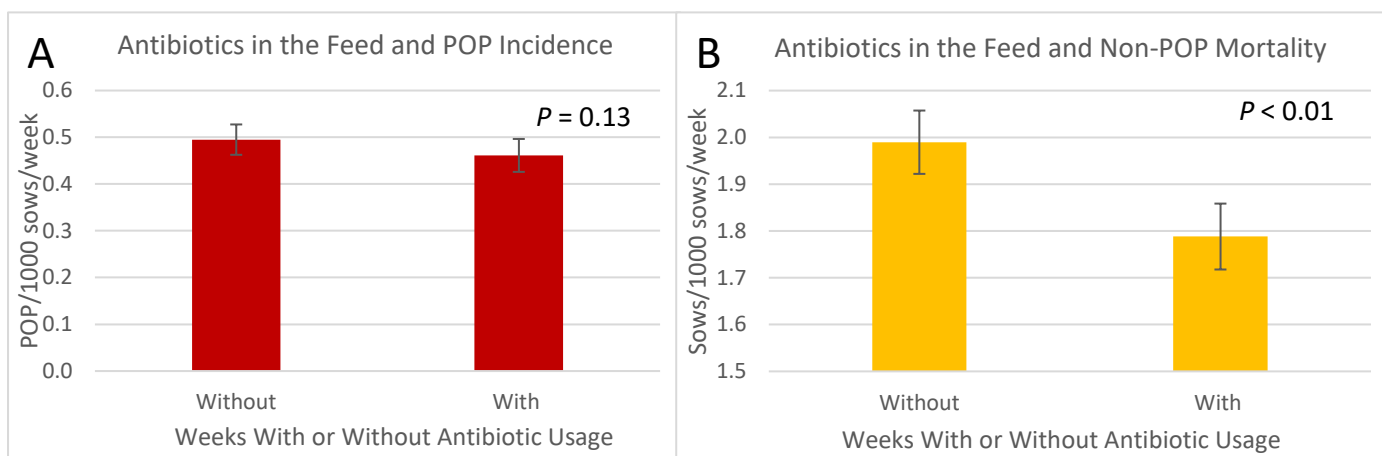 A
Antibiotics in the Feed and POP Incidence
P = 0.13
POP/1000 sows/week
0.6
0.5
0.4
0.3
0.2
0.1
0.0
Without
With
Weeks With or Without Antibiotic Usage
B
Antibiotics in the Feed and Non-POP Mortality
P < 0.01
Sows/1000 sows/week
2.1
2.0
1.9
1.8
1.7
1.6
1.5
Without
With
Weeks With or Without Antibiotic Usage